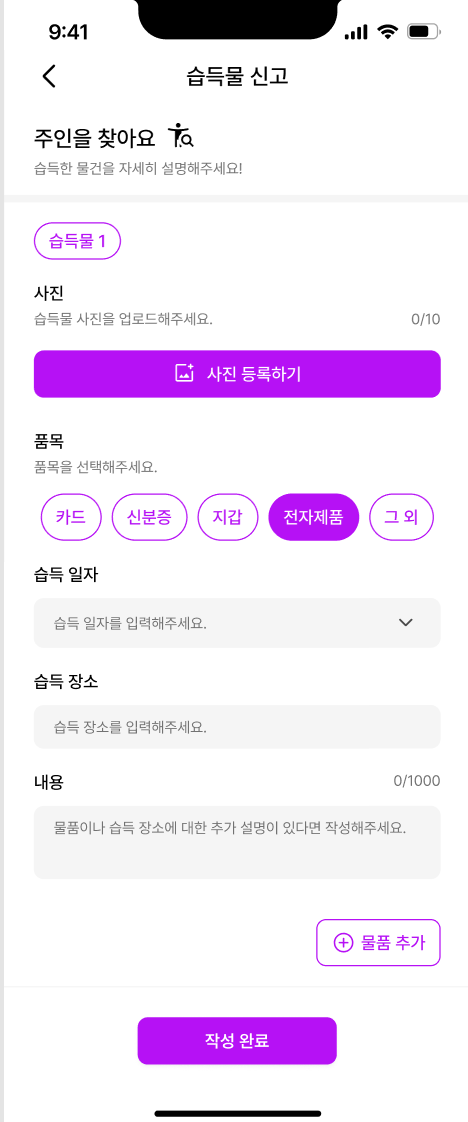 9:41
습득물 신고
주인을 찾아요
습득한 물건을 자세히 설명해주세요!
습득물 1
사진
습득물 사진을 업로드해주세요. 0/10
사진 등록하기
품목
품목을 선택해주세요.
카드 신분증 지갑 전자제품 그 외
습득 일자
습득 일자를 입력해주세요.
습득 장소
습득 장소를 입력해주세요.
내용 0/1000
물품이나 습득 장소에 대한 추가 설명이 있다면 작성해주세요.
물품 추가
작성 완료